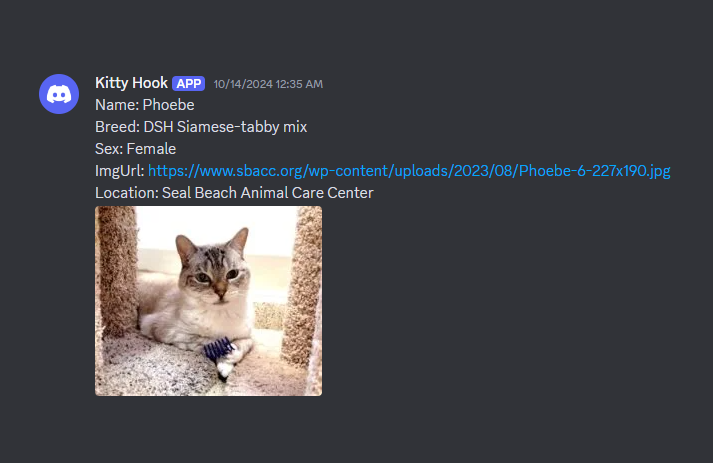 Kitty Hook APP 10/14/2024 12:35 AM
Name: Phoebe
Breed: DSH Siamese-tabby mix
Sex: Female
ImgUrl: https://www.sbacc.org/wp-content/uploads/2023/08/Phoebe-6-227x190.jpg
Location: Seal Beach Animal Care Center